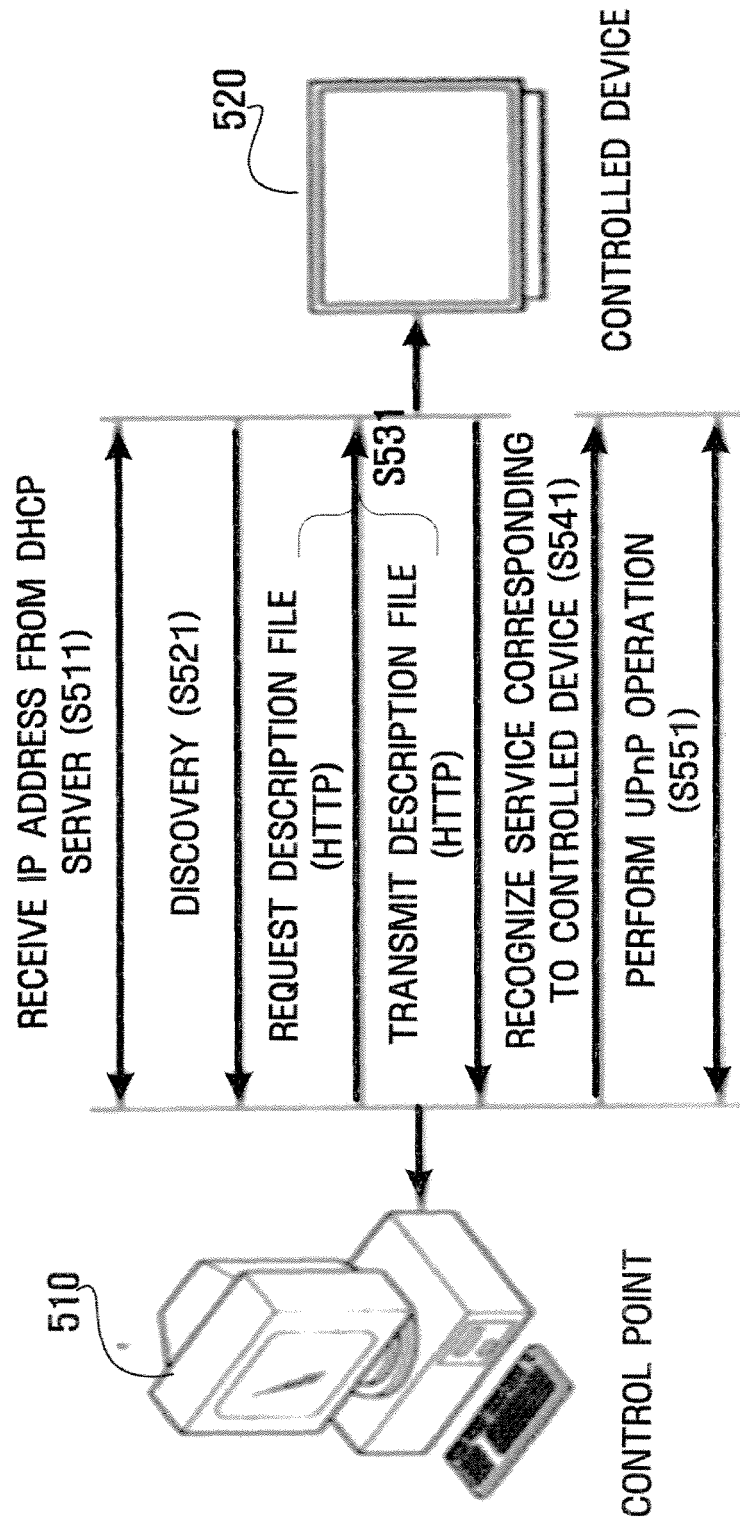 RECEIVE IP ADDRESS FROM DHCP
SERVER (S511)
DISCOVERY (S521)
REQUEST DESCRIPTION FILE
(HTTP)
S531
TRANSMIT DESCRIPTION FILE
(HTTP)
RECOGNIZE SERVICE CORRESPONDING
TO CONTROLLED DEVICE (S541)
PERFORM UPnP OPERATION
(S551)
510
CONTROL POINT
520
CONTROLLED DEVICE